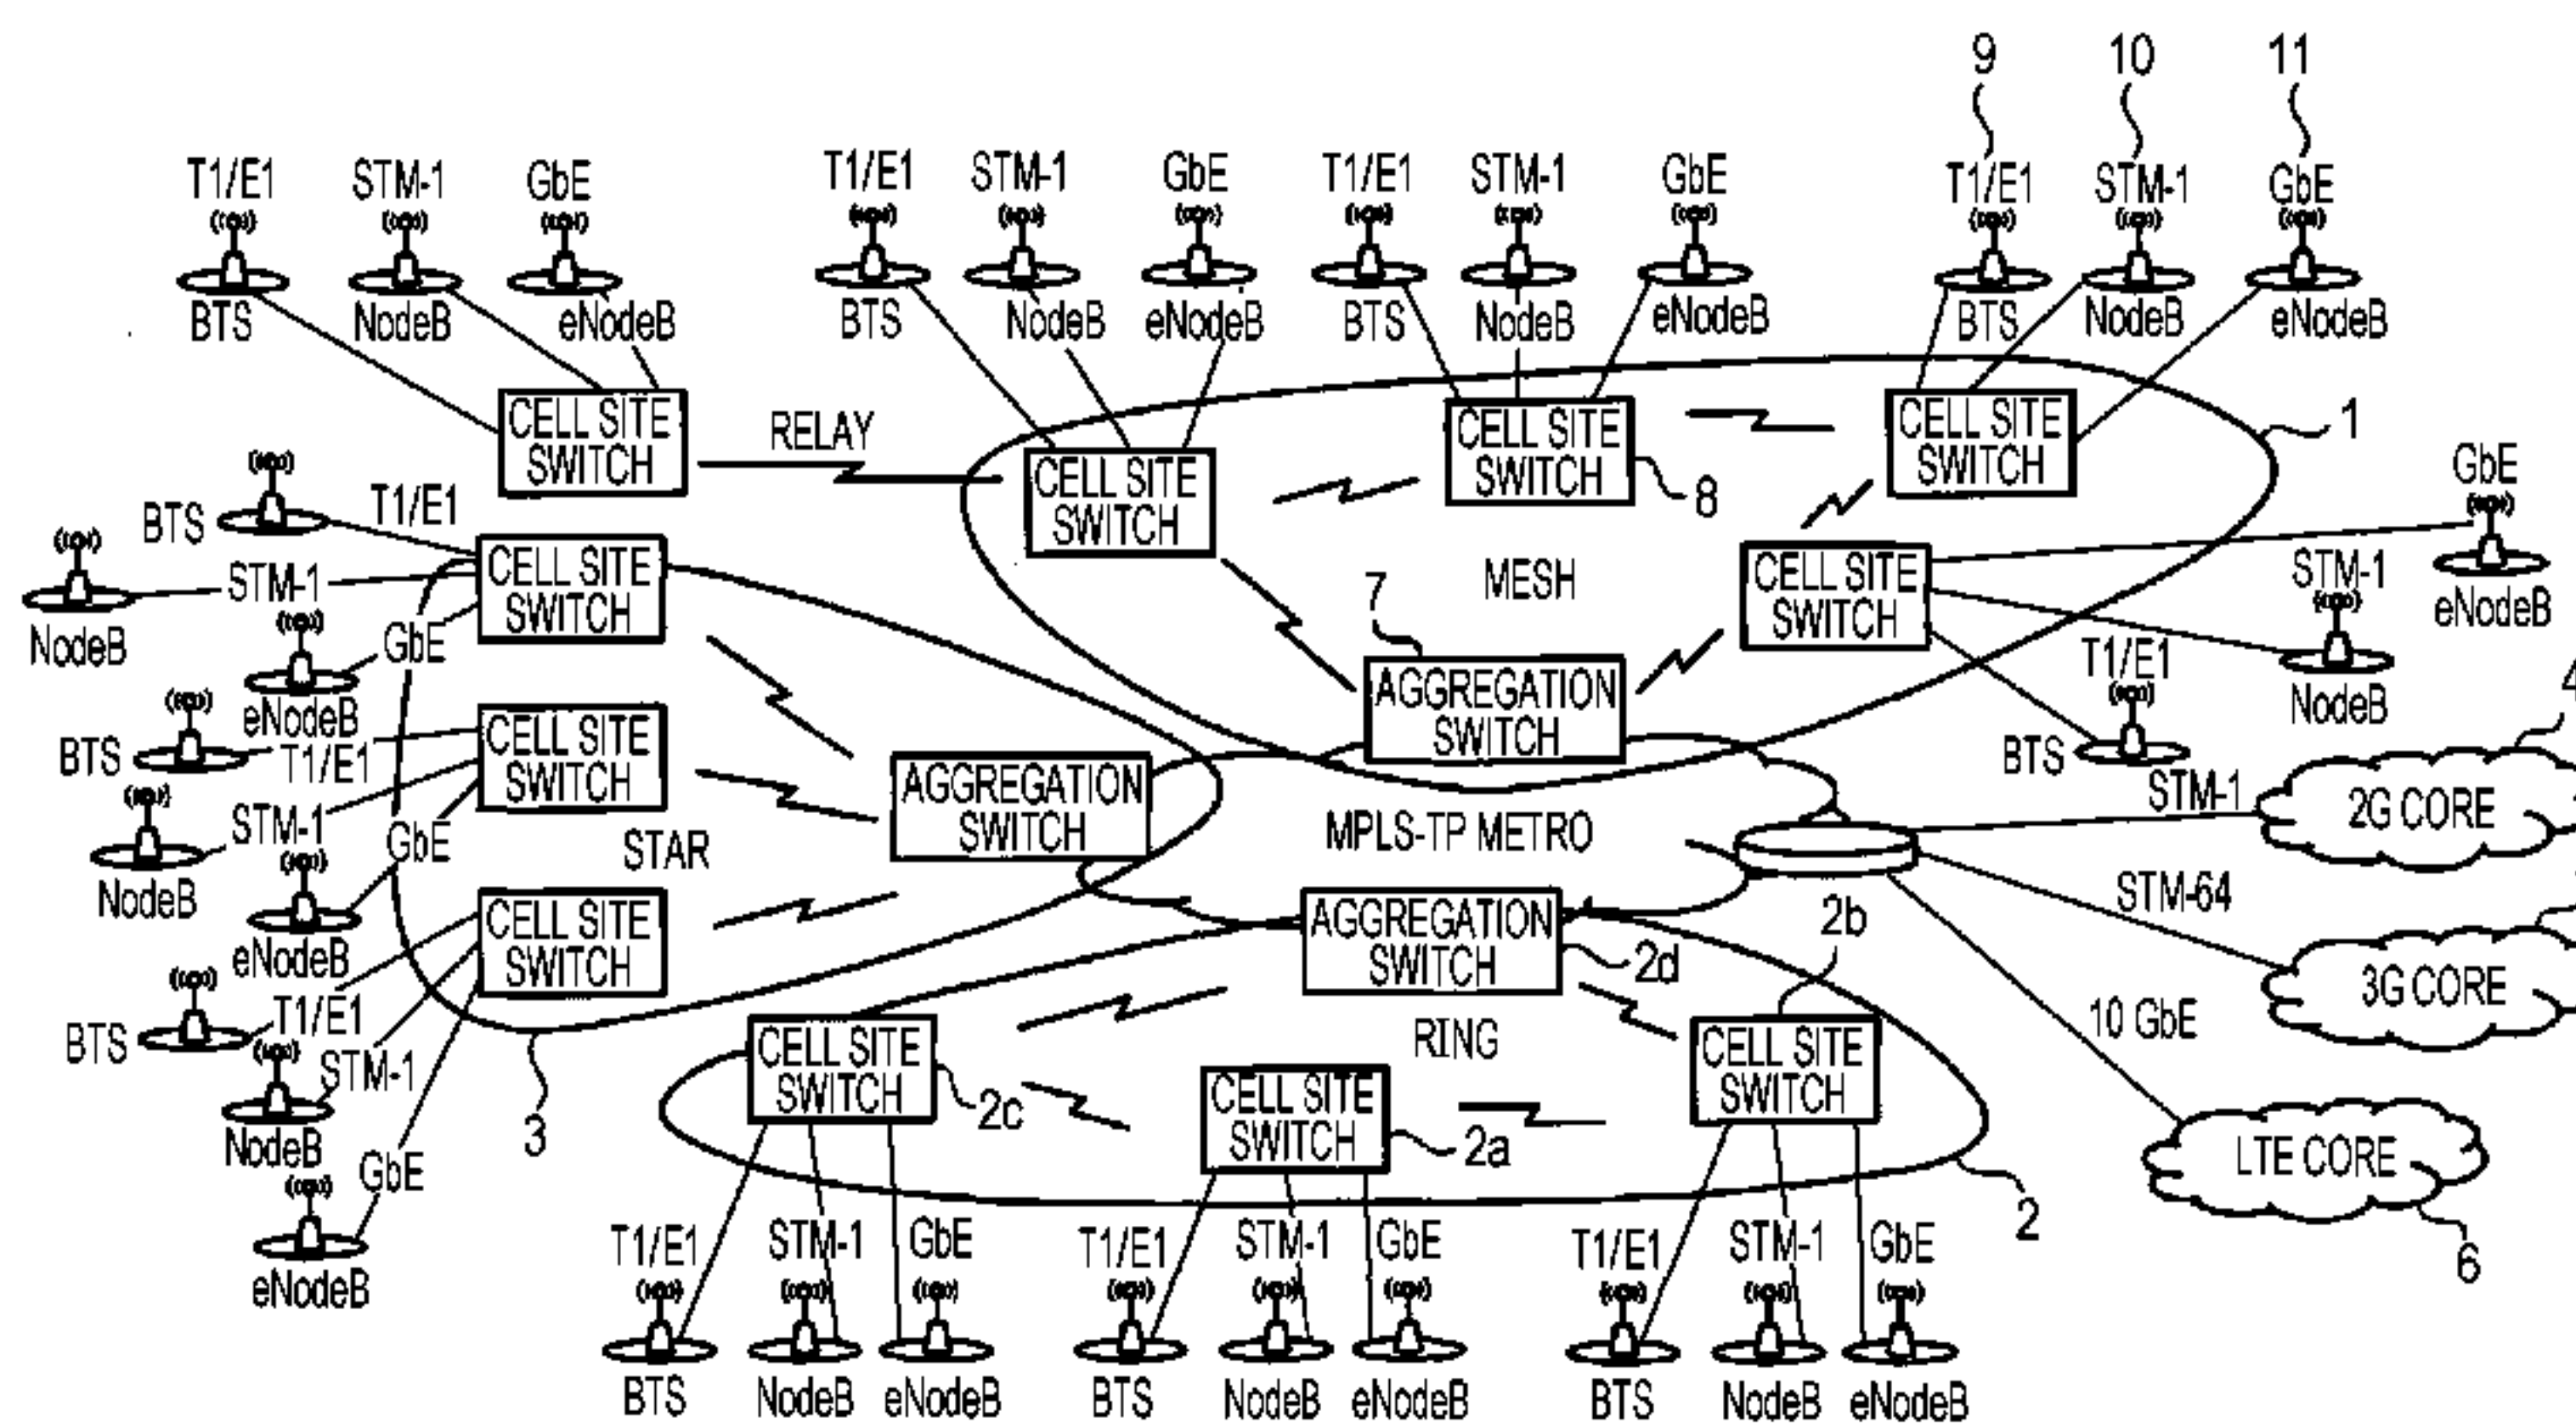 9 10 11
T1/E1 STM-1 GbE T1/E1 STM-1 GbE T1/E1 STM-1 GbE T1/E1 STM-1 GbE
BTS NodeB eNodeB BTS NodeB eNodeB BTS NodeB eNodeB BTS NodeB eNodeB
CELL SITE SWITCH
RELAY
CELL SITE SWITCH
CELL SITE SWITCH
8
CELL SITE SWITCH
1
GbE
eNodeB
BTS
T1/E1
NodeB
STM-1
GbE
eNodeB
CELL SITE SWITCH
MESH
7
CELL SITE SWITCH
STM-1
NodeB
T1/E1
BTS
AGGREGATION SWITCH
BTS
T1/E1
NodeB
STM-1
GbE
eNodeB
CELL SITE SWITCH
STAR
AGGREGATION SWITCH
MPLS-TP METRO
STM-1
2G CORE
4
STM-64
3G CORE
10 GbE
LTE CORE
6
BTS
T1/E1
NodeB
STM-1
GbE
eNodeB
CELL SITE SWITCH
3
AGGREGATION SWITCH
2d
2b
RING
CELL SITE SWITCH
2c
CELL SITE SWITCH
2a
CELL SITE SWITCH
2
T1/E1 STM-1 GbE T1/E1 STM-1 GbE T1/E1 STM-1 GbE
BTS NodeB eNodeB BTS NodeB eNodeB BTS NodeB eNodeB